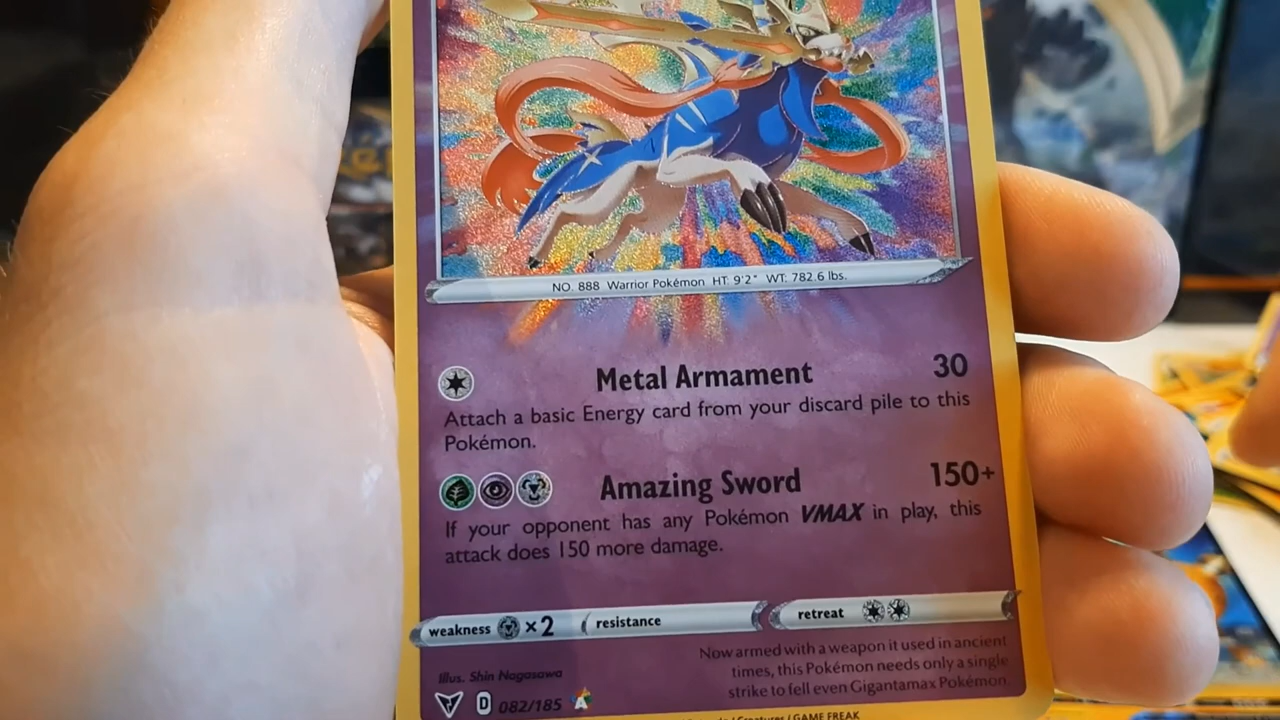 NO. 888 Warrior Pokémon HT: 9'2" WT: 782.6 lbs.
Metal Armament 30
Attach a basic Energy card from your discard pile to this
Pokémon.
Amazing Sword 150+
If your opponent has any Pokémon VMAX in play, this
attack does 150 more damage.
weakness ×2 resistance retreat
Now armed with a weapon it used in ancient
times, this Pokémon needs only a single
strike to fell even Gigantamax Pokémon.
Illus. Shin Nagasawa
D 082/185 A
/ GAME FREAK